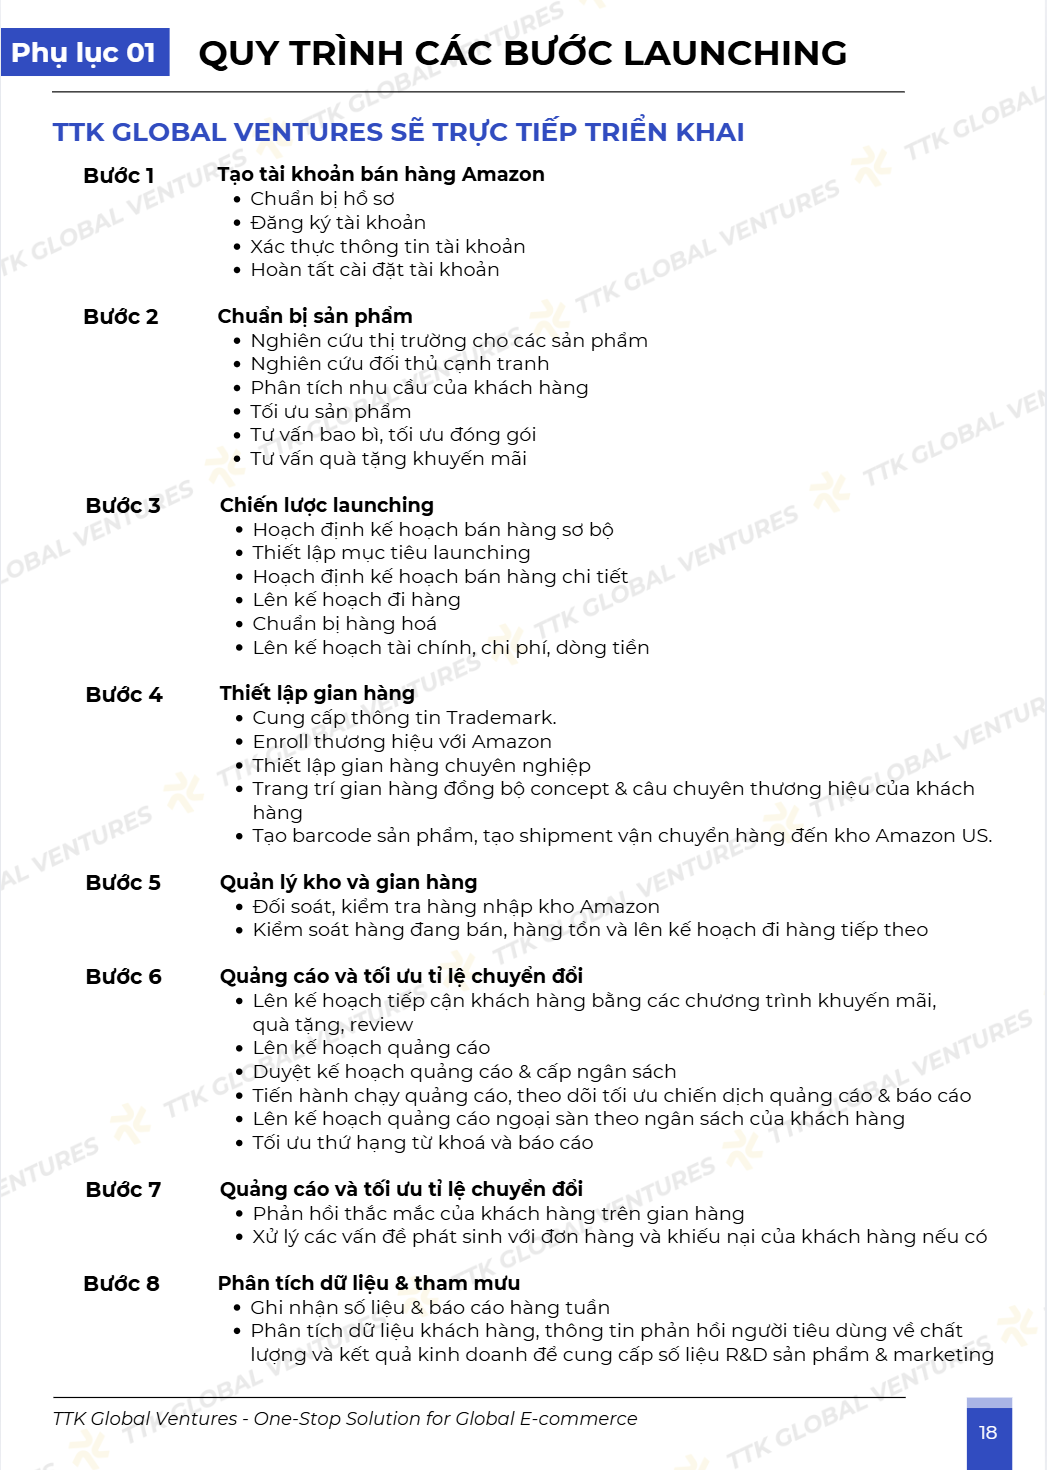 Phụ lục 01
QUY TRÌNH CÁC BƯỚC LAUNCHING
TTK GLOBAL VENTURES SẼ TRỰC TIẾP TRIỂN KHAI
Bước 1
Tạo tài khoản bán hàng Amazon
• Chuẩn bị hồ sơ
• Đăng ký tài khoản
• Xác thực thông tin tài khoản
• Hoàn tất cài đặt tài khoản
Bước 2
Chuẩn bị sản phẩm
• Nghiên cứu thị trường cho các sản phẩm
• Nghiên cứu đối thủ cạnh tranh
• Phân tích nhu cầu của khách hàng
• Tối ưu sản phẩm
• Tư vấn bao bì, tối ưu đóng gói
• Tư vấn quà tặng khuyến mãi
Bước 3
Chiến lược launching
• Hoạch định kế hoạch bán hàng sơ bộ
• Thiết lập mục tiêu launching
• Hoạch định kế hoạch bán hàng chi tiết
• Lên kế hoạch đi hàng
• Chuẩn bị hàng hoá
• Lên kế hoạch tài chính, chi phí, dòng tiền
Bước 4
Thiết lập gian hàng
• Cung cấp thông tin Trademark.
• Enroll thương hiệu với Amazon
• Thiết lập gian hàng chuyên nghiệp
• Trang trí gian hàng đồng bộ concept & câu chuyên thương hiệu của khách
hàng
• Tạo barcode sản phẩm, tạo shipment vận chuyển hàng đến kho Amazon US.
Bước 5
Quản lý kho và gian hàng
• Đối soát, kiểm tra hàng nhập kho Amazon
• Kiểm soát hàng đang bán, hàng tồn và lên kế hoạch đi hàng tiếp theo
Bước 6
Quảng cáo và tối ưu tỉ lệ chuyển đổi
• Lên kế hoạch tiếp cận khách hàng bằng các chương trình khuyến mãi,
quà tặng, review
• Lên kế hoạch quảng cáo
• Duyệt kế hoạch quảng cáo & cấp ngân sách
• Tiến hành chạy quảng cáo, theo dõi tối ưu chiến dịch quảng cáo & báo cáo
• Lên kế hoạch quảng cáo ngoại sàn theo ngân sách của khách hàng
• Tối ưu thứ hạng từ khoá và báo cáo
Bước 7
Quảng cáo và tối ưu tỉ lệ chuyển đổi
• Phản hồi thắc mắc của khách hàng trên gian hàng
• Xử lý các vấn đề phát sinh với đơn hàng và khiếu nại của khách hàng nếu có
Bước 8
Phân tích dữ liệu & tham mưu
• Ghi nhận số liệu & báo cáo hàng tuần
• Phân tích dữ liệu khách hàng, thông tin phản hồi người tiêu dùng về chất
lượng và kết quả kinh doanh để cung cấp số liệu R&D sản phẩm & marketing
TTK Global Ventures - One-Stop Solution for Global E-commerce
18